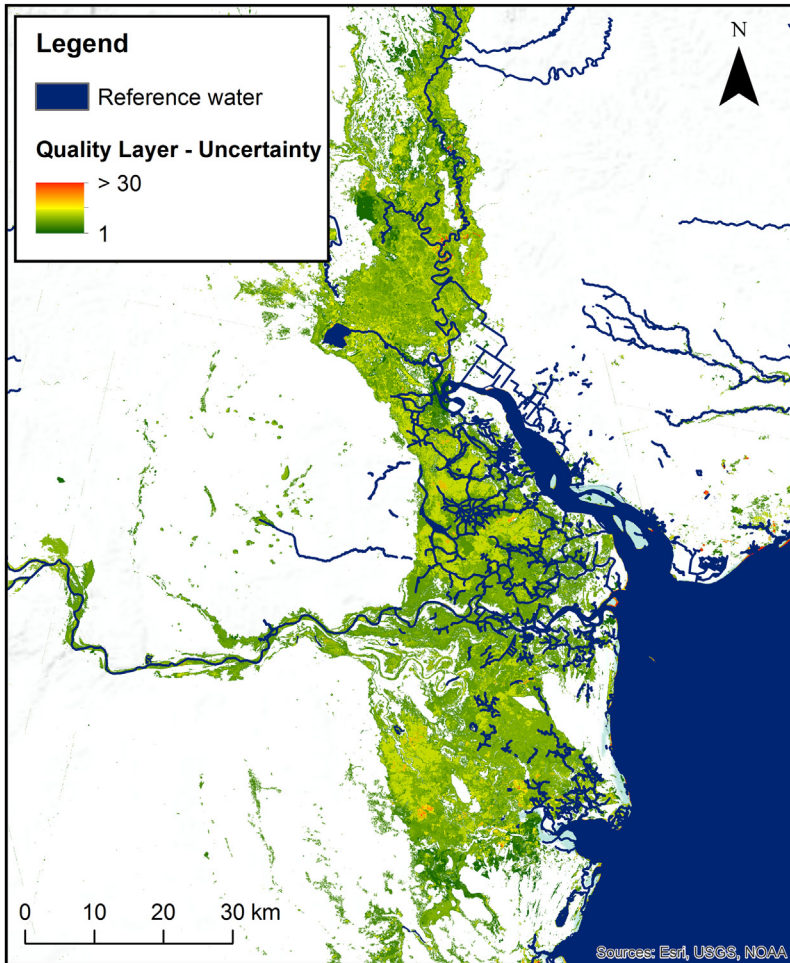 Legend
Reference water
Quality Layer - Uncertainty
> 30
1
N
0 10 20 30 km
Sources: Esri, USGS, NOAA